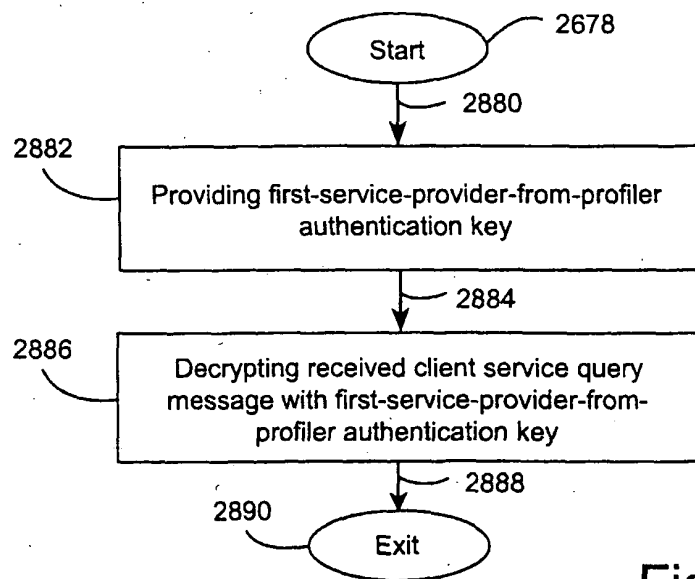 Start
2678
2880
2882
Providing first-service-provider-from-profiler
authentication key
2884
2886
Decrypting received client service query
message with first-service-provider-from-
profiler authentication key
2888
2890
Exit